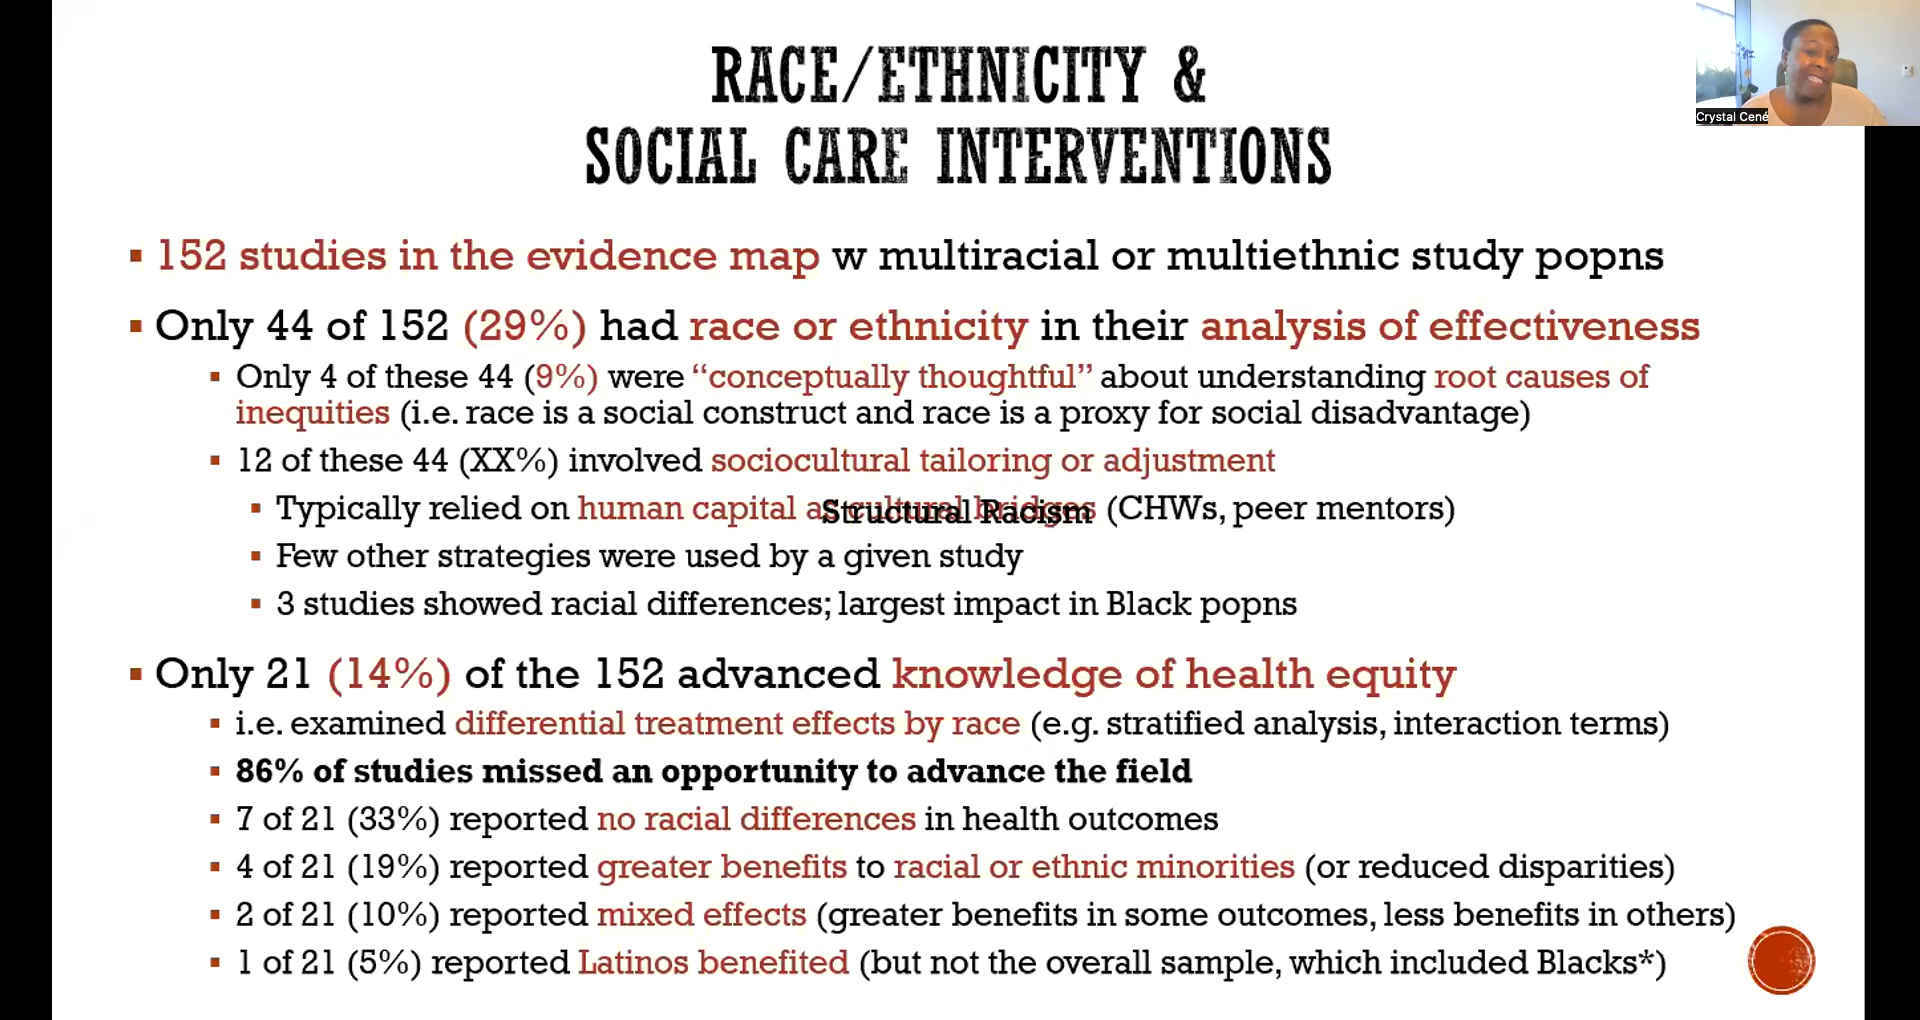 RACE/ETHNICITY &
SOCIAL CARE INTERVENTIONS
Crystal Cené
▪ 152 studies in the evidence map w multiracial or multiethnic study popns
▪ Only 44 of 152 (29%) had race or ethnicity in their analysis of effectiveness
▪ Only 4 of these 44 (9%) were “conceptually thoughtful” about understanding root causes of
inequities (i.e. race is a social construct and race is a proxy for social disadvantage)
▪ 12 of these 44 (XX%) involved sociocultural tailoring or adjustment
▪ Typically relied on human capital as cultural bridges (CHWs, peer mentors)
Structural Racism
▪ Few other strategies were used by a given study
▪ 3 studies showed racial differences; largest impact in Black popns
▪ Only 21 (14%) of the 152 advanced knowledge of health equity
▪ i.e. examined differential treatment effects by race (e.g. stratified analysis, interaction terms)
▪ 86% of studies missed an opportunity to advance the field
▪ 7 of 21 (33%) reported no racial differences in health outcomes
▪ 4 of 21 (19%) reported greater benefits to racial or ethnic minorities (or reduced disparities)
▪ 2 of 21 (10%) reported mixed effects (greater benefits in some outcomes, less benefits in others)
▪ 1 of 21 (5%) reported Latinos benefited (but not the overall sample, which included Blacks*)